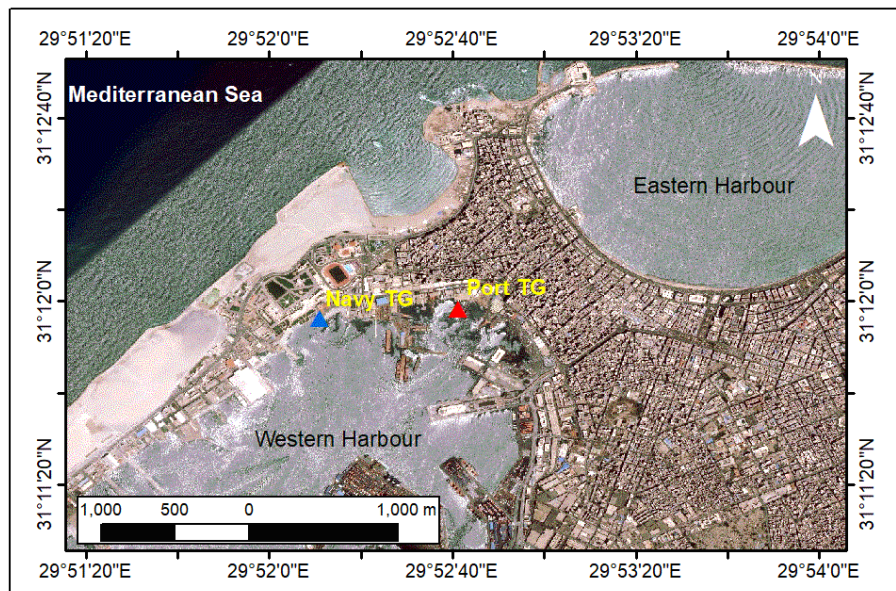 29°51'20"E 29°52'0"E 29°52'40"E 29°53'20"E 29°54'0"E
31°12'40"N
31°12'0"N
31°11'20"N
Mediterranean Sea
Eastern Harbour
Navy TG
Port TG
Western Harbour
1,000 500 0 1,000 m
31°12'40"N
31°12'0"N
31°11'20"N
29°51'20"E 29°52'0"E 29°52'40"E 29°53'20"E 29°54'0"E